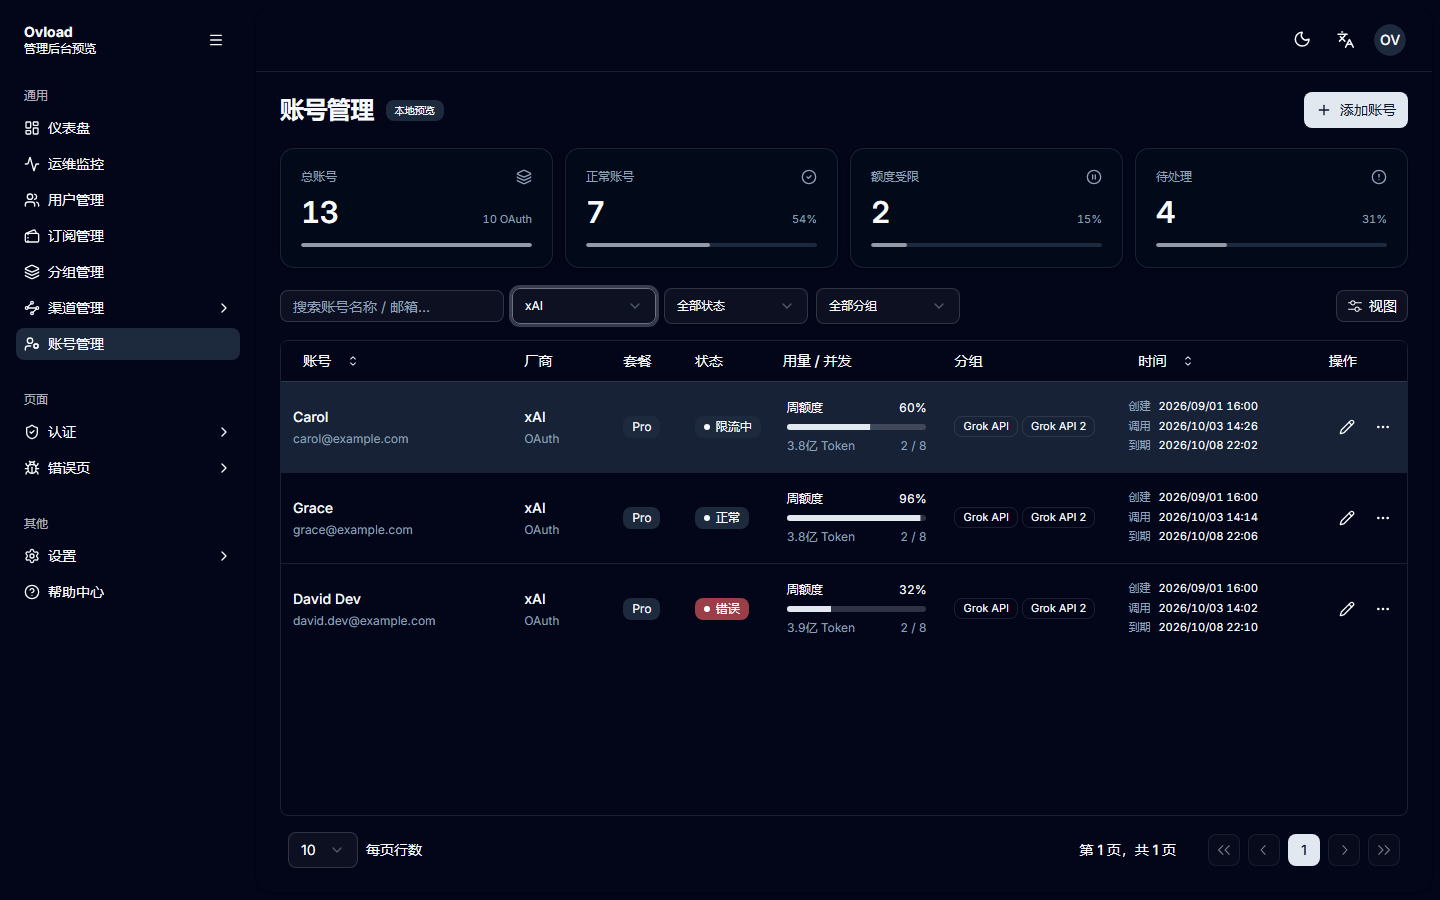 Ovload
管理后台预览
通用
仪表盘
运维监控
用户管理
订阅管理
分组管理
渠道管理
账号管理
页面
认证
错误页
其他
设置
帮助中心
OV
账号管理 本地预览
添加账号
总账号
13
10 OAuth
正常账号
7
54%
额度受限
2
15%
待处理
4
31%
搜索账号名称 / 邮箱...
xAI
全部状态
全部分组
视图
账号 厂商 套餐 状态 用量 / 并发 分组 时间 操作
Carol
carol@example.com
xAI
OAuth
Pro
限流中
周额度 60%
3.8亿 Token 2 / 8
Grok API Grok API 2
创建 2026/09/01 16:00
调用 2026/10/03 14:26
到期 2026/10/08 22:02
Grace
grace@example.com
xAI
OAuth
Pro
正常
周额度 96%
3.8亿 Token 2 / 8
Grok API Grok API 2
创建 2026/09/01 16:00
调用 2026/10/03 14:14
到期 2026/10/08 22:06
David Dev
david.dev@example.com
xAI
OAuth
Pro
错误
周额度 32%
3.9亿 Token 2 / 8
Grok API Grok API 2
创建 2026/09/01 16:00
调用 2026/10/03 14:02
到期 2026/10/08 22:10
10 每页行数
第 1 页，共 1 页
1